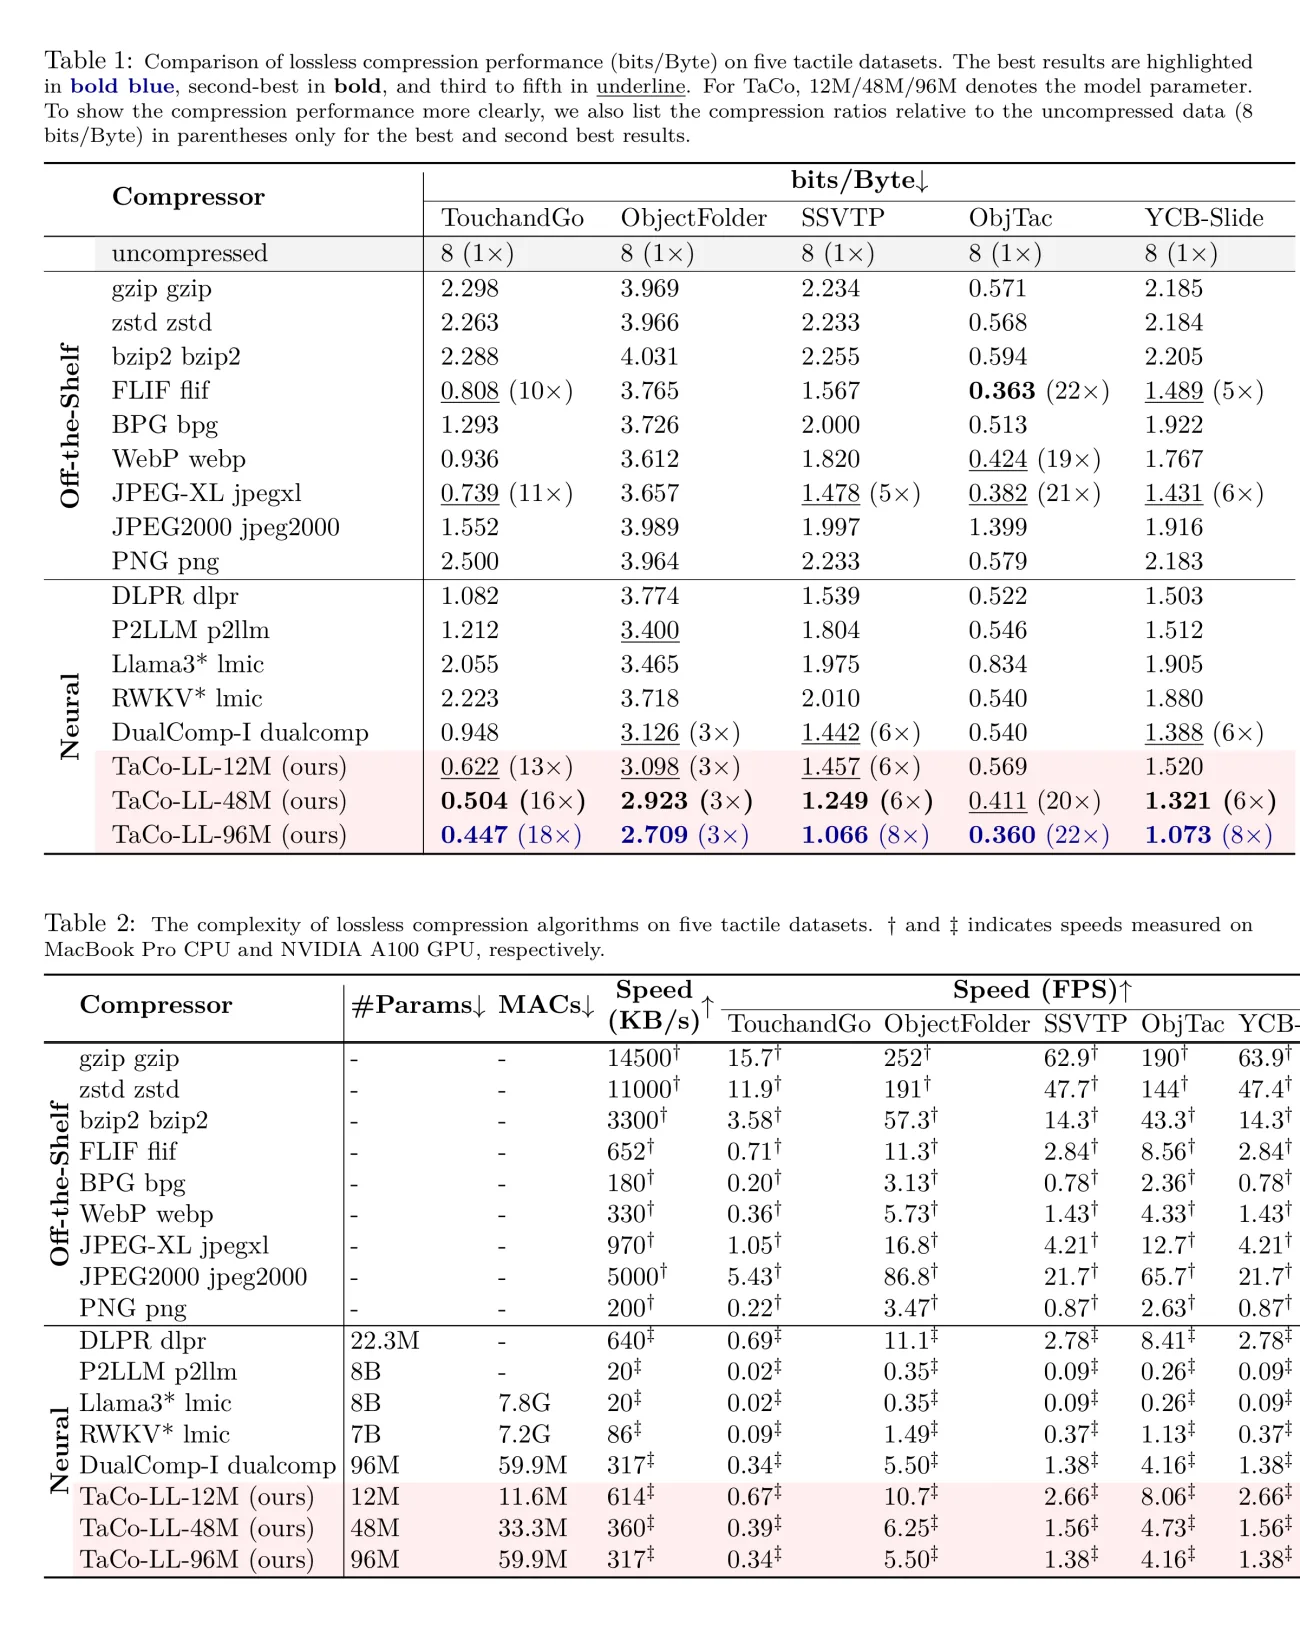 Table 1: Comparison of lossless compression performance (bits/Byte) on five tactile datasets. The best results are highlighted
in bold blue, second-best in bold, and third to fifth in underline. For TaCo, 12M/48M/96M denotes the model parameter.
To show the compression performance more clearly, we also list the compression ratios relative to the uncompressed data (8
bits/Byte) in parentheses only for the best and second best results.
Compressor bits/Byte↓
TouchandGo ObjectFolder SSVTP ObjTac YCB-Slide
uncompressed 8 (1×) 8 (1×) 8 (1×) 8 (1×) 8 (1×)
Off-the-Shelf
gzip gzip 2.298 3.969 2.234 0.571 2.185
zstd zstd 2.263 3.966 2.233 0.568 2.184
bzip2 bzip2 2.288 4.031 2.255 0.594 2.205
FLIF flif 0.808 (10×) 3.765 1.567 0.363 (22×) 1.489 (5×)
BPG bpg 1.293 3.726 2.000 0.513 1.922
WebP webp 0.936 3.612 1.820 0.424 (19×) 1.767
JPEG-XL jpegxl 0.739 (11×) 3.657 1.478 (5×) 0.382 (21×) 1.431 (6×)
JPEG2000 jpeg2000 1.552 3.989 1.997 1.399 1.916
PNG png 2.500 3.964 2.233 0.579 2.183
Neural
DLPR dlpr 1.082 3.774 1.539 0.522 1.503
P2LLM p2llm 1.212 3.400 1.804 0.546 1.512
Llama3* lmic 2.055 3.465 1.975 0.834 1.905
RWKV* lmic 2.223 3.718 2.010 0.540 1.880
DualComp-I dualcomp 0.948 3.126 (3×) 1.442 (6×) 0.540 1.388 (6×)
TaCo-LL-12M (ours) 0.622 (13×) 3.098 (3×) 1.457 (6×) 0.569 1.520
TaCo-LL-48M (ours) 0.504 (16×) 2.923 (3×) 1.249 (6×) 0.411 (20×) 1.321 (6×)
TaCo-LL-96M (ours) 0.447 (18×) 2.709 (3×) 1.066 (8×) 0.360 (22×) 1.073 (8×)
Table 2: The complexity of lossless compression algorithms on five tactile datasets. † and ‡ indicates speeds measured on
MacBook Pro CPU and NVIDIA A100 GPU, respectively.
Compressor #Params↓ MACs↓ Speed (KB/s)↑ Speed (FPS)↑
TouchandGo ObjectFolder SSVTP ObjTac YCB-
Off-the-Shelf
gzip gzip - - 14500† 15.7† 252† 62.9† 190† 63.9†
zstd zstd - - 11000† 11.9† 191† 47.7† 144† 47.4†
bzip2 bzip2 - - 3300† 3.58† 57.3† 14.3† 43.3† 14.3†
FLIF flif - - 652† 0.71† 11.3† 2.84† 8.56† 2.84†
BPG bpg - - 180† 0.20† 3.13† 0.78† 2.36† 0.78†
WebP webp - - 330† 0.36† 5.73† 1.43† 4.33† 1.43†
JPEG-XL jpegxl - - 970† 1.05† 16.8† 4.21† 12.7† 4.21†
JPEG2000 jpeg2000 - - 5000† 5.43† 86.8† 21.7† 65.7† 21.7†
PNG png - - 200† 0.22† 3.47† 0.87† 2.63† 0.87†
Neural
DLPR dlpr 22.3M - 640‡ 0.69‡ 11.1‡ 2.78‡ 8.41‡ 2.78‡
P2LLM p2llm 8B - 20‡ 0.02‡ 0.35‡ 0.09‡ 0.26‡ 0.09‡
Llama3* lmic 8B 7.8G 20‡ 0.02‡ 0.35‡ 0.09‡ 0.26‡ 0.09‡
RWKV* lmic 7B 7.2G 86‡ 0.09‡ 1.49‡ 0.37‡ 1.13‡ 0.37‡
DualComp-I dualcomp 96M 59.9M 317‡ 0.34‡ 5.50‡ 1.38‡ 4.16‡ 1.38‡
TaCo-LL-12M (ours) 12M 11.6M 614‡ 0.67‡ 10.7‡ 2.66‡ 8.06‡ 2.66‡
TaCo-LL-48M (ours) 48M 33.3M 360‡ 0.39‡ 6.25‡ 1.56‡ 4.73‡ 1.56‡
TaCo-LL-96M (ours) 96M 59.9M 317‡ 0.34‡ 5.50‡ 1.38‡ 4.16‡ 1.38‡